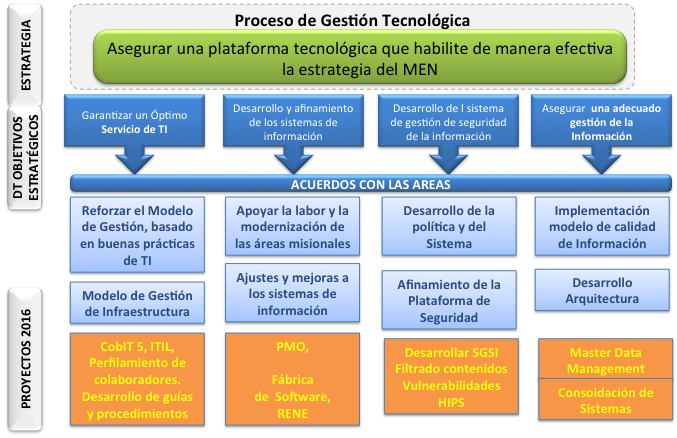 ESTRATEGIA
Proceso de Gestión Tecnológica
Asegurar una plataforma tecnológica que habilite de manera efectiva
la estrategia del MEN
DT OBJETIVOS
ESTRATÉGICOS
Garantizar un Óptimo
Servicio de TI
Desarrollo y afinamiento
de los sistemas de
información
Desarrollo de l sistema
de gestión de seguridad
de la información
Asegurar una adecuado
gestión de la
Información
ACUERDOS CON LAS AREAS
PROYECTOS 2016
Reforzar el Modelo
de Gestión, basado
en buenas prácticas
de TI
Apoyar la labor y la
modernización de
las áreas misionales
Desarrollo de la
política y del
Sistema
Implementación
modelo de calidad
de Información
Modelo de Gestión
de Infraestructura
Ajustes y mejoras a
los sistemas de
información
Afinamiento de la
Plataforma de
Seguridad
Desarrollo
Arquitectura
CobIT 5, ITIL,
Perfilamiento de
colaboradores.
Desarrollo de guías
y procedimientos
PMO,
Fábrica
de Software,
RENE
Desarrollar SGSI
Filtrado contenidos
Vulnerabilidades
HIPS
Master Data
Management
Consoidación de
Sistemas